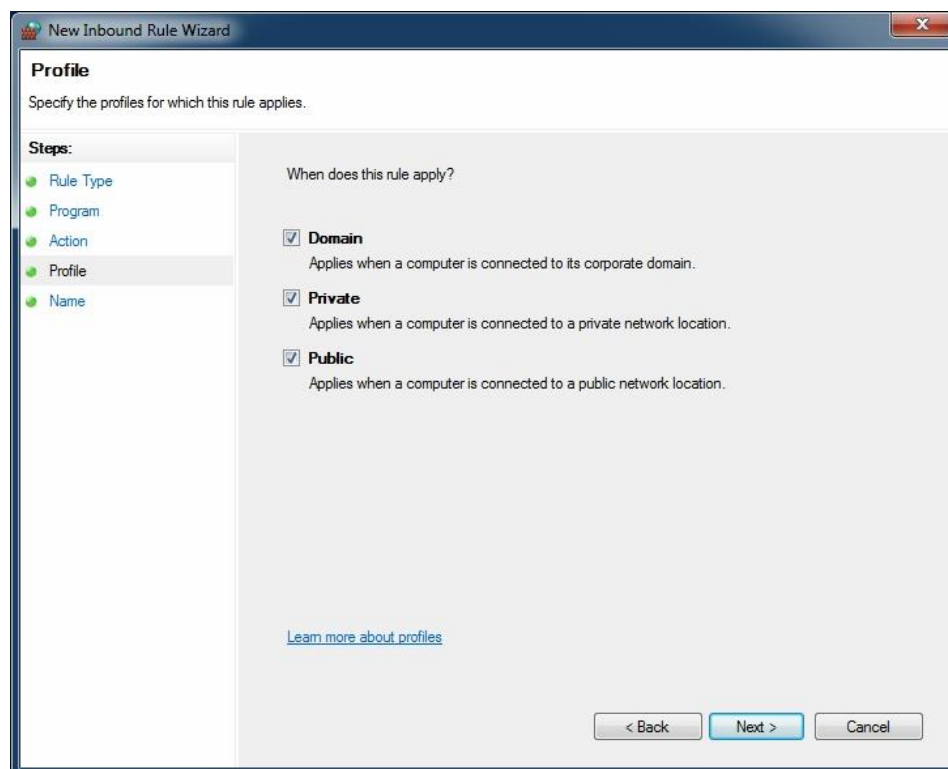 New Inbound Rule Wizard
Profile
Specify the profiles for which this rule applies.
Steps:
Rule Type
Program
Action
Profile
Name
When does this rule apply?
Domain
Applies when a computer is connected to its corporate domain.
Private
Applies when a computer is connected to a private network location.
Public
Applies when a computer is connected to a public network location.
Learn more about profiles
< Back Next > Cancel